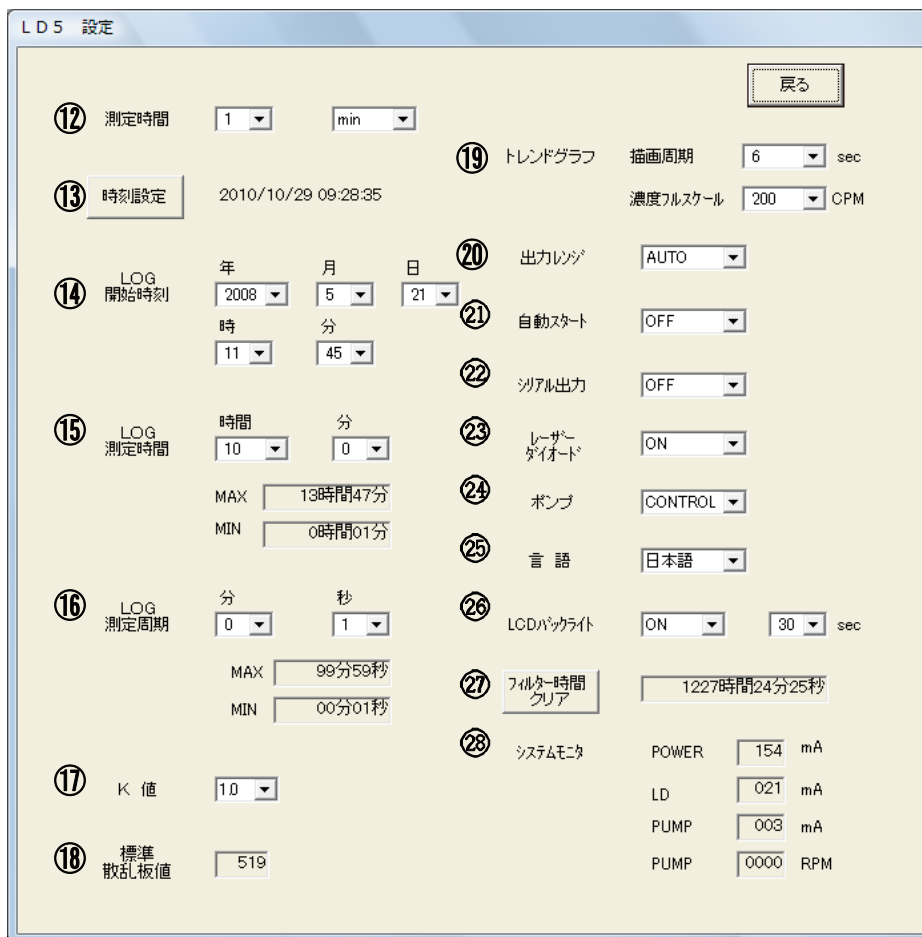 ＬＤ５　設定
戻る
⑫ 測定時間 1 min
⑬ 時刻設定 2010/10/29 09:28:35
⑭ LOG 開始時刻
年 月 日
2008 5 21
時 分
11 45
⑮ LOG 測定時間
時間 分
10 0
MAX 13時間47分
MIN 0時間01分
⑯ LOG 測定周期
分 秒
0 1
MAX 99分59秒
MIN 00分01秒
⑰ Ｋ 値 1.0
⑱ 標準 散乱板値 519
⑲ トレンドグラフ 描画周期 6 sec
濃度ﾌﾙｽｹｰﾙ 200 CPM
⑳ 出力ﾚﾝｼﾞ AUTO
㉑ 自動ｽﾀｰﾄ OFF
㉒ ｼﾘｱﾙ出力 OFF
㉓ ﾚｰｻﾞｰ ﾀﾞｲｵｰﾄﾞ ON
㉔ ポンプ CONTROL
㉕ 言 語 日本語
㉖ LCDﾊﾞｯｸﾗｲﾄ ON 30 sec
㉗ ﾌｨﾙﾀｰ時間 クリア 1227時間24分25秒
㉘ ｼｽﾃﾑﾓﾆﾀ POWER 154 mA
LD 021 mA
PUMP 003 mA
PUMP 0000 RPM